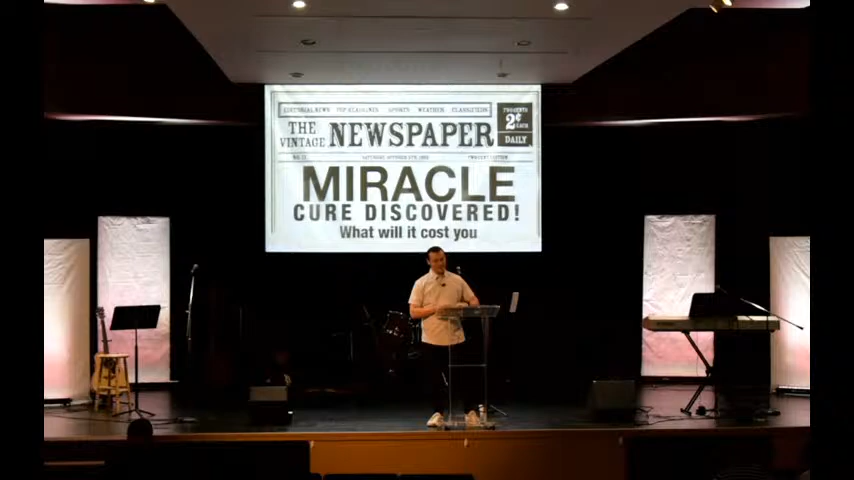 EDITORIAL NEWS TOP HEADLINES SPORTS WEATHER CLASSIFIEDS
THE VINTAGE NEWSPAPER
2¢
DAILY
MIRACLE
CURE DISCOVERED!
What will it cost you